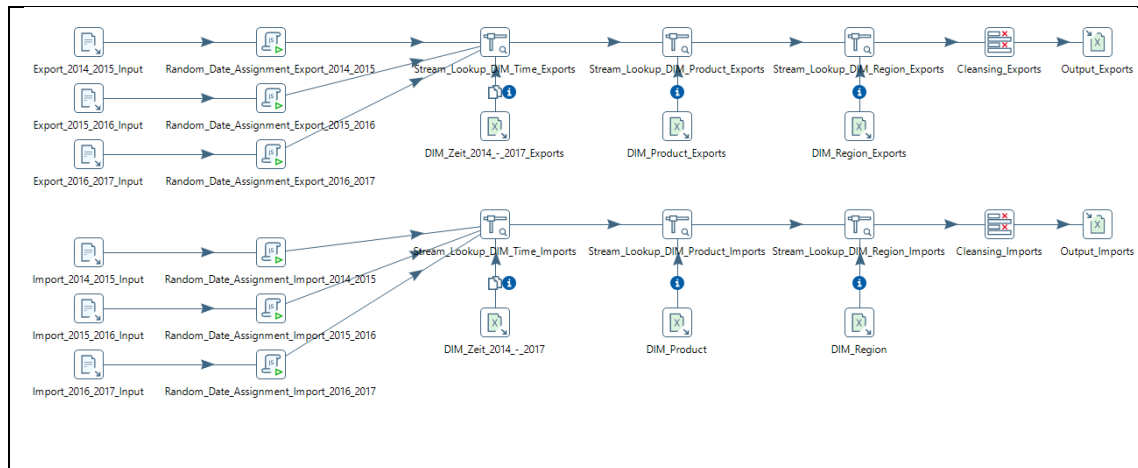 Export_2014_2015_Input
Random_Date_Assignment_Export_2014_2015
Stream_Lookup_DIM_Time_Exports
Stream_Lookup_DIM_Product_Exports
Stream_Lookup_DIM_Region_Exports
Cleansing_Exports
Output_Exports
Export_2015_2016_Input
Random_Date_Assignment_Export_2015_2016
DIM_Zeit_2014_-_2017_Exports
DIM_Product_Exports
DIM_Region_Exports
Export_2016_2017_Input
Random_Date_Assignment_Export_2016_2017
Import_2014_2015_Input
Random_Date_Assignment_Import_2014_2015
Stream_Lookup_DIM_Time_Imports
Stream_Lookup_DIM_Product_Imports
Stream_Lookup_DIM_Region_Imports
Cleansing_Imports
Output_Imports
Import_2015_2016_Input
Random_Date_Assignment_Import_2015_2016
DIM_Zeit_2014_-_2017
DIM_Product
DIM_Region
Import_2016_2017_Input
Random_Date_Assignment_Import_2016_2017